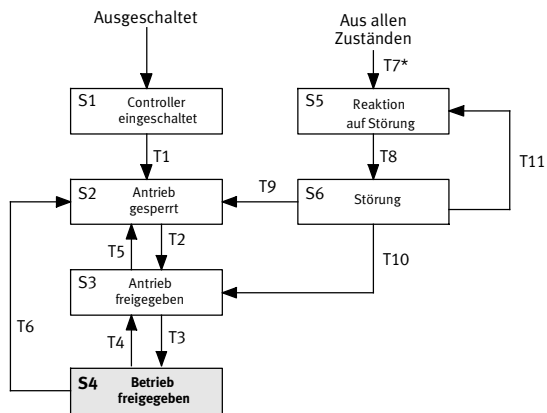 Ausgeschaltet
Aus allen
Zuständen
T7*
S1
Controller
eingeschaltet
S5
Reaktion
auf Störung
T1
T8
T11
S2
Antrieb
gesperrt
T9
S6
Störung
T5
T2
T10
S3
Antrieb
freigegeben
T6
T4
T3
S4
Betrieb
freigegeben